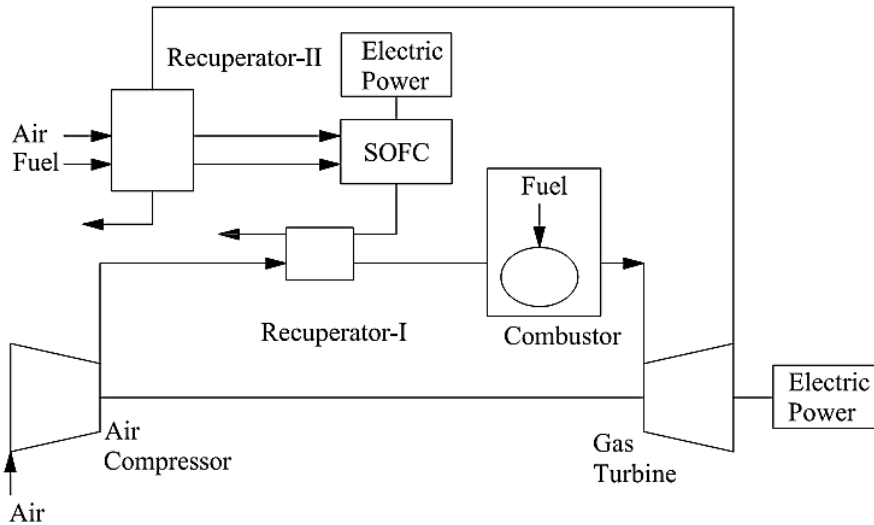 Recuperator-II
Electric
Power
Air
Fuel
SOFC
Fuel
Recuperator-I
Combustor
Air
Compressor
Gas
Turbine
Electric
Power
Air